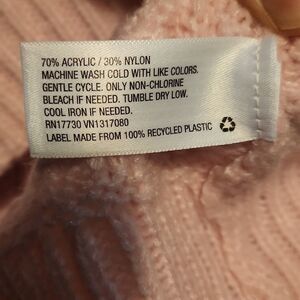 70% ACRYLIC / 30% NYLON
MACHINE WASH COLD WITH LIKE COLORS.
GENTLE CYCLE. ONLY NON-CHLORINE
BLEACH IF NEEDED. TUMBLE DRY LOW.
COOL IRON IF NEEDED.
RN17730 VN1317080
LABEL MADE FROM 100% RECYCLED PLASTIC